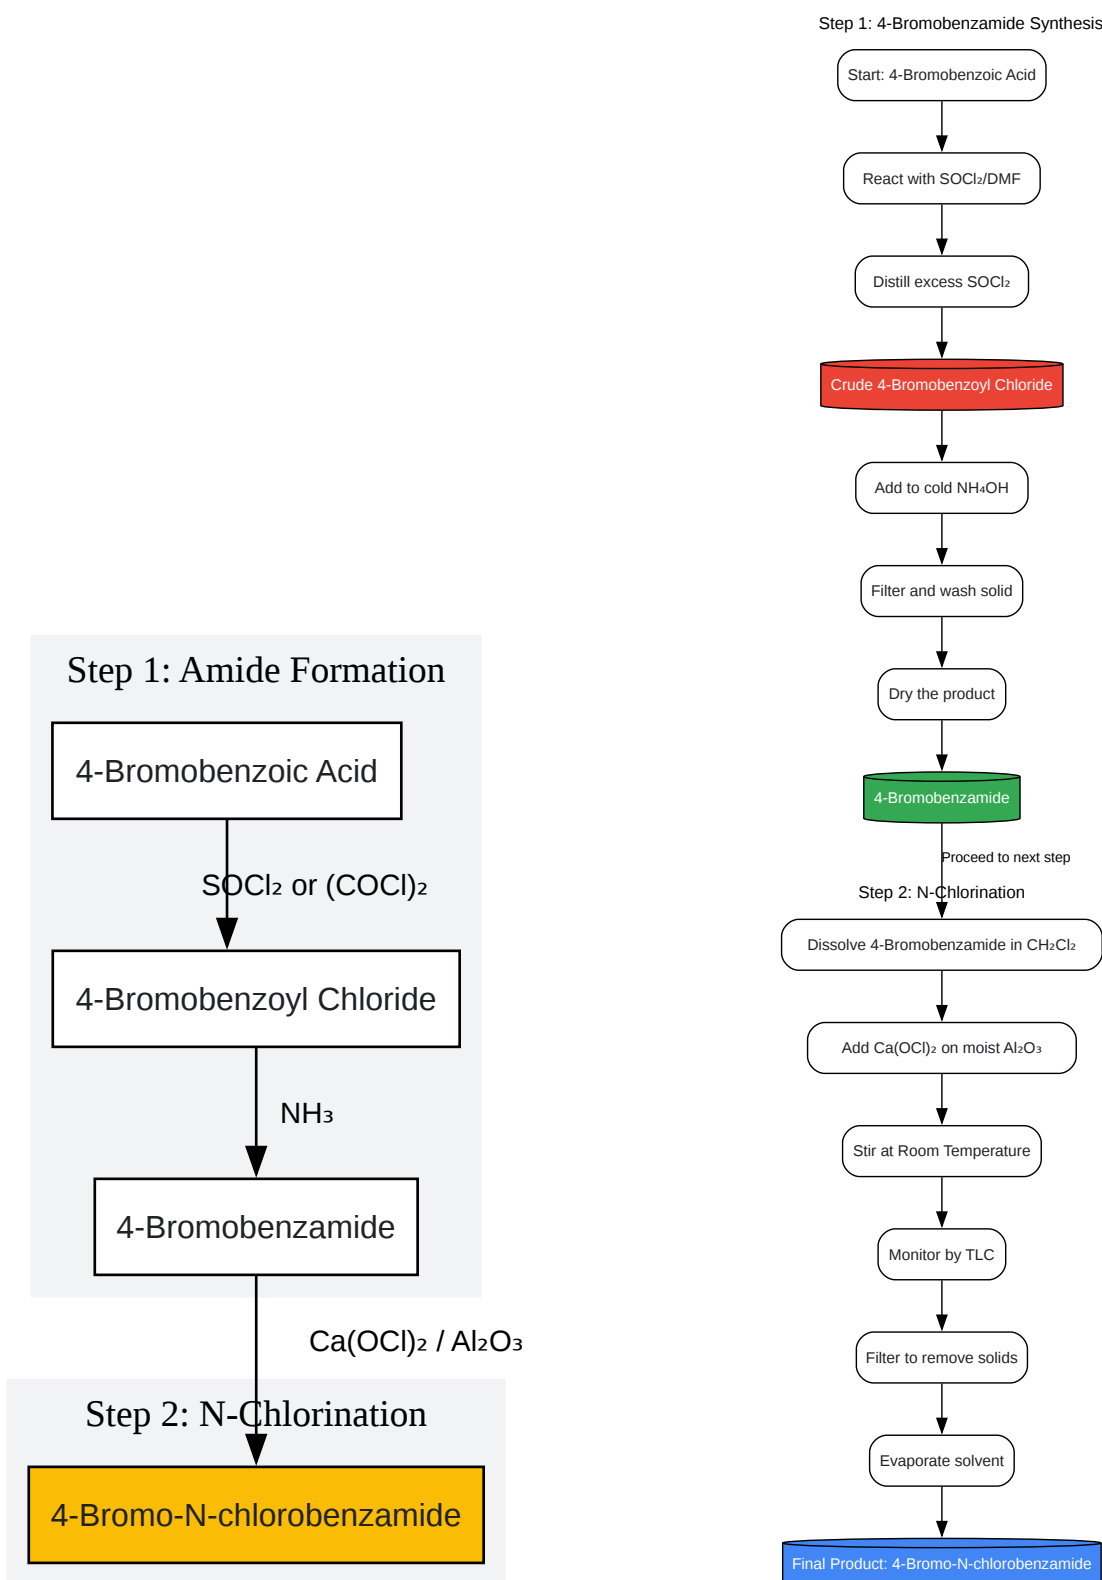 Step 1: Amide Formation
4-Bromobenzoic Acid
SOCl₂ or (COCl)₂
4-Bromobenzoyl Chloride
NH₃
4-Bromobenzamide
Ca(OCl)₂ / Al₂O₃
Step 2: N-Chlorination
4-Bromo-N-chlorobenzamide
Step 1: 4-Bromobenzamide Synthesis
Start: 4-Bromobenzoic Acid
React with SOCl₂/DMF
Distill excess SOCl₂
Crude 4-Bromobenzoyl Chloride
Add to cold NH₄OH
Filter and wash solid
Dry the product
4-Bromobenzamide
Proceed to next step
Step 2: N-Chlorination
Dissolve 4-Bromobenzamide in CH₂Cl₂
Add Ca(OCl)₂ on moist Al₂O₃
Stir at Room Temperature
Monitor by TLC
Filter to remove solids
Evaporate solvent
Final Product: 4-Bromo-N-chlorobenzamide